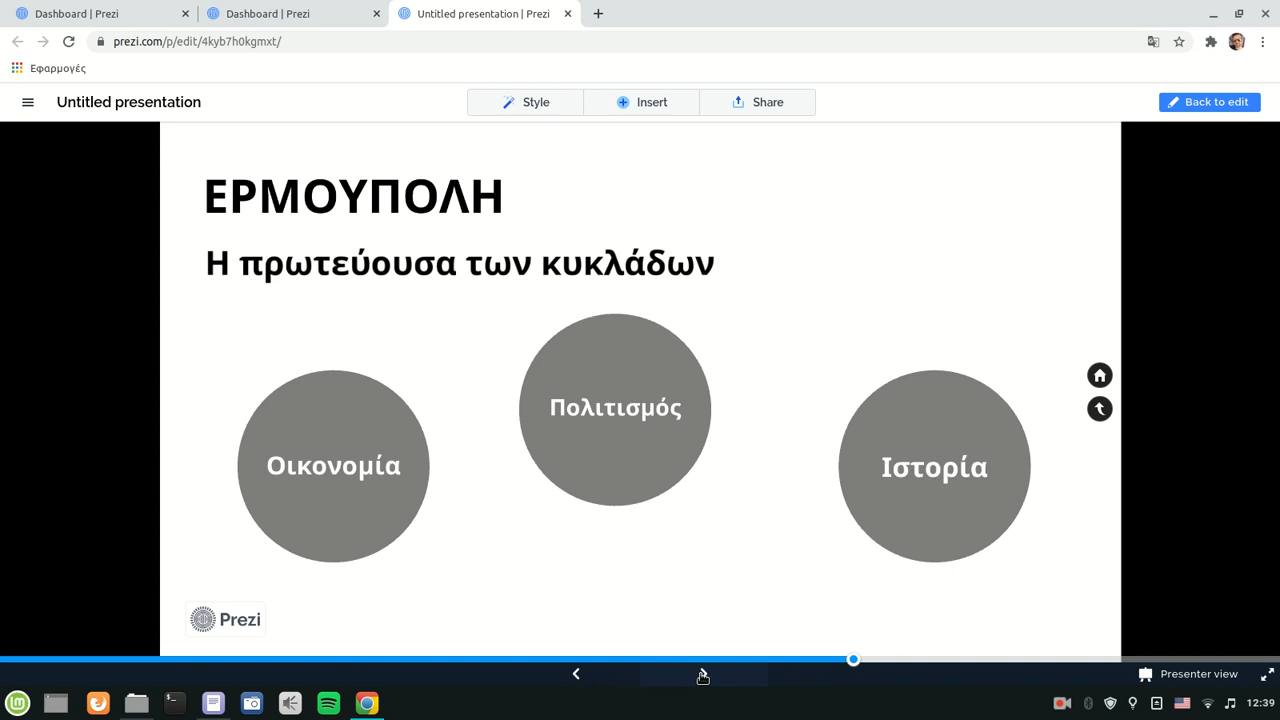 Dashboard | Prezi
Dashboard | Prezi
Untitled presentation | Prezi
prezi.com/p/edit/4kyb7h0kgmxt/
Εφαρμογές
Untitled presentation
Style
Insert
Share
Back to edit
ΕΡΜΟΥΠΟΛΗ
Η πρωτεύουσα των κυκλάδων
Πολιτισμός
Οικονομία
Ιστορία
Prezi
Presenter view
12:39